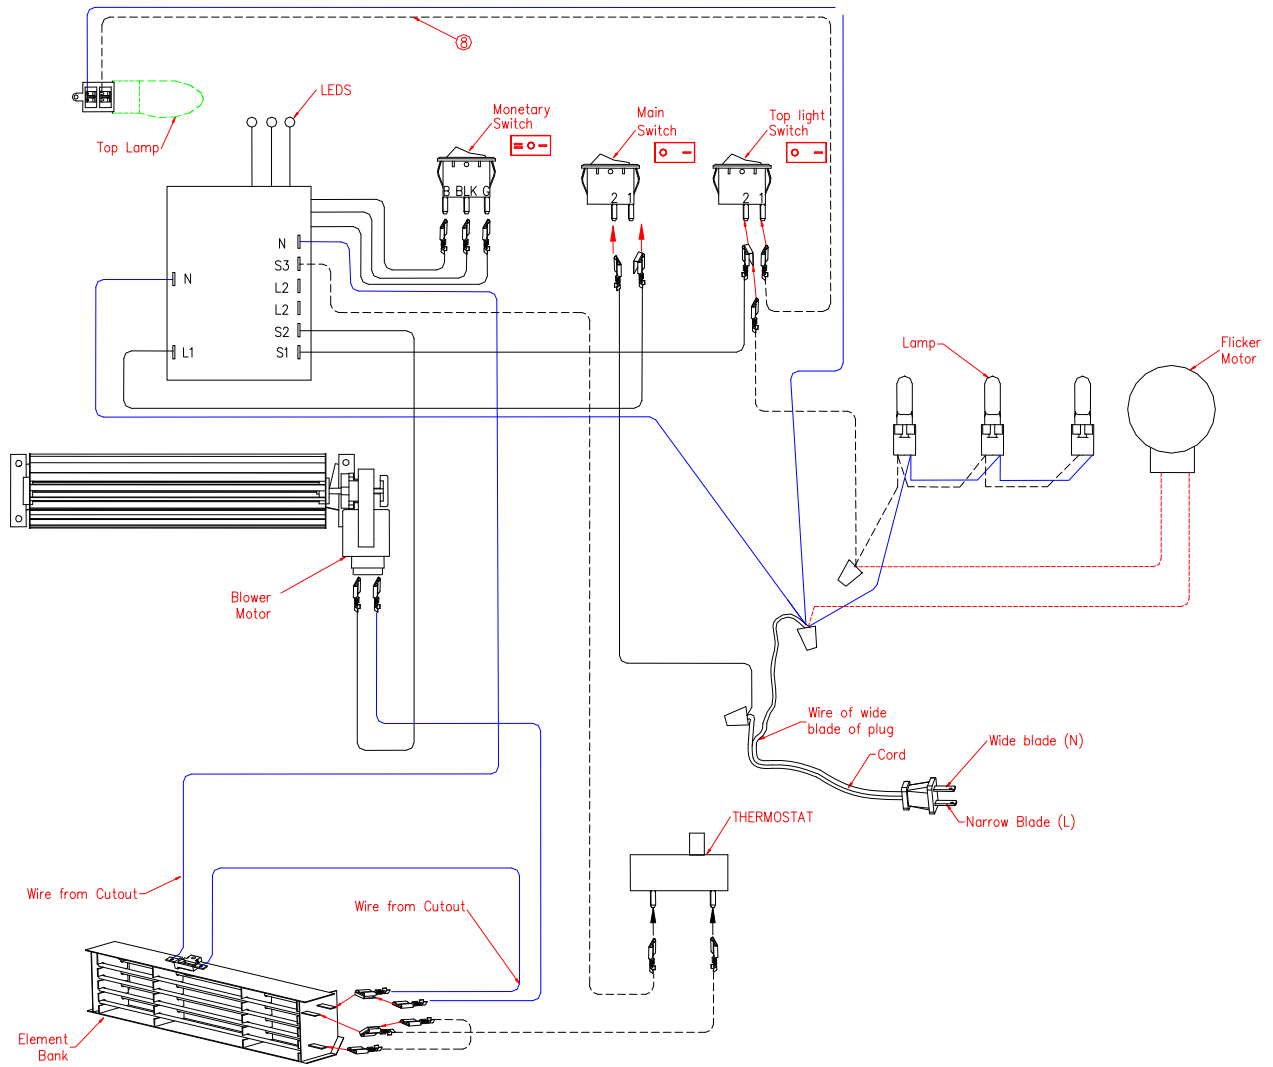 8
LEDS
Top Lamp
Monetary
Switch
Main
Switch
Top light
Switch
B BLK G
2 1
2 1
N
S3
N
L2
L2
S2
L1
S1
Lamp
Flicker
Motor
Blower
Motor
Wire of wide
blade of plug
Cord
Wide blade (N)
Narrow Blade (L)
THERMOSTAT
Wire from Cutout
Wire from Cutout
Element
Bank